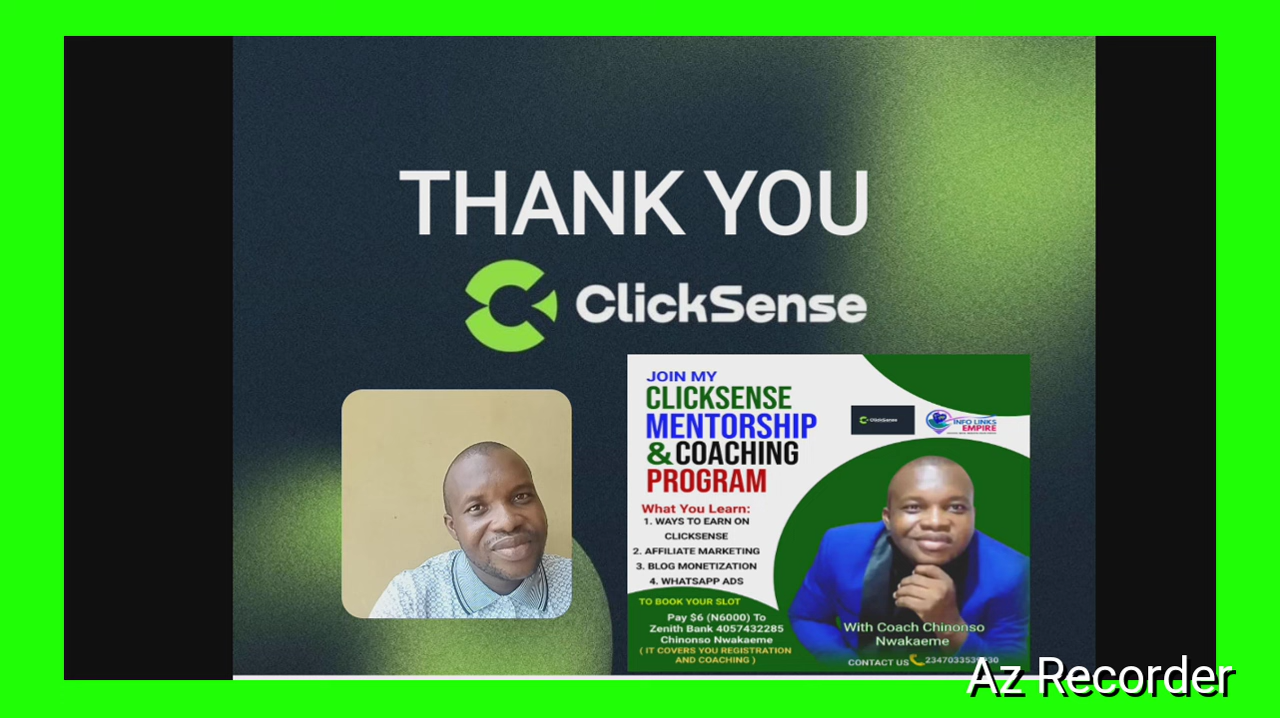 THANK YOU
ClickSense
JOIN MY
CLICKSENSE
MENTORSHIP
& COACHING
PROGRAM
ClickSense
INFO LINKS
EMPIRE
What You Learn:
1. WAYS TO EARN ON
CLICKSENSE
2. AFFILIATE MARKETING
3. BLOG MONETIZATION
4. WHATSAPP ADS
TO BOOK YOUR SLOT
Pay $6 (N6000) To
Zenith Bank 4057432285
Chinonso Nwakaeme
( IT COVERS YOU REGISTRATION
AND COACHING )
With Coach Chinonso
Nwakaeme
CONTACT US
Az Recorder